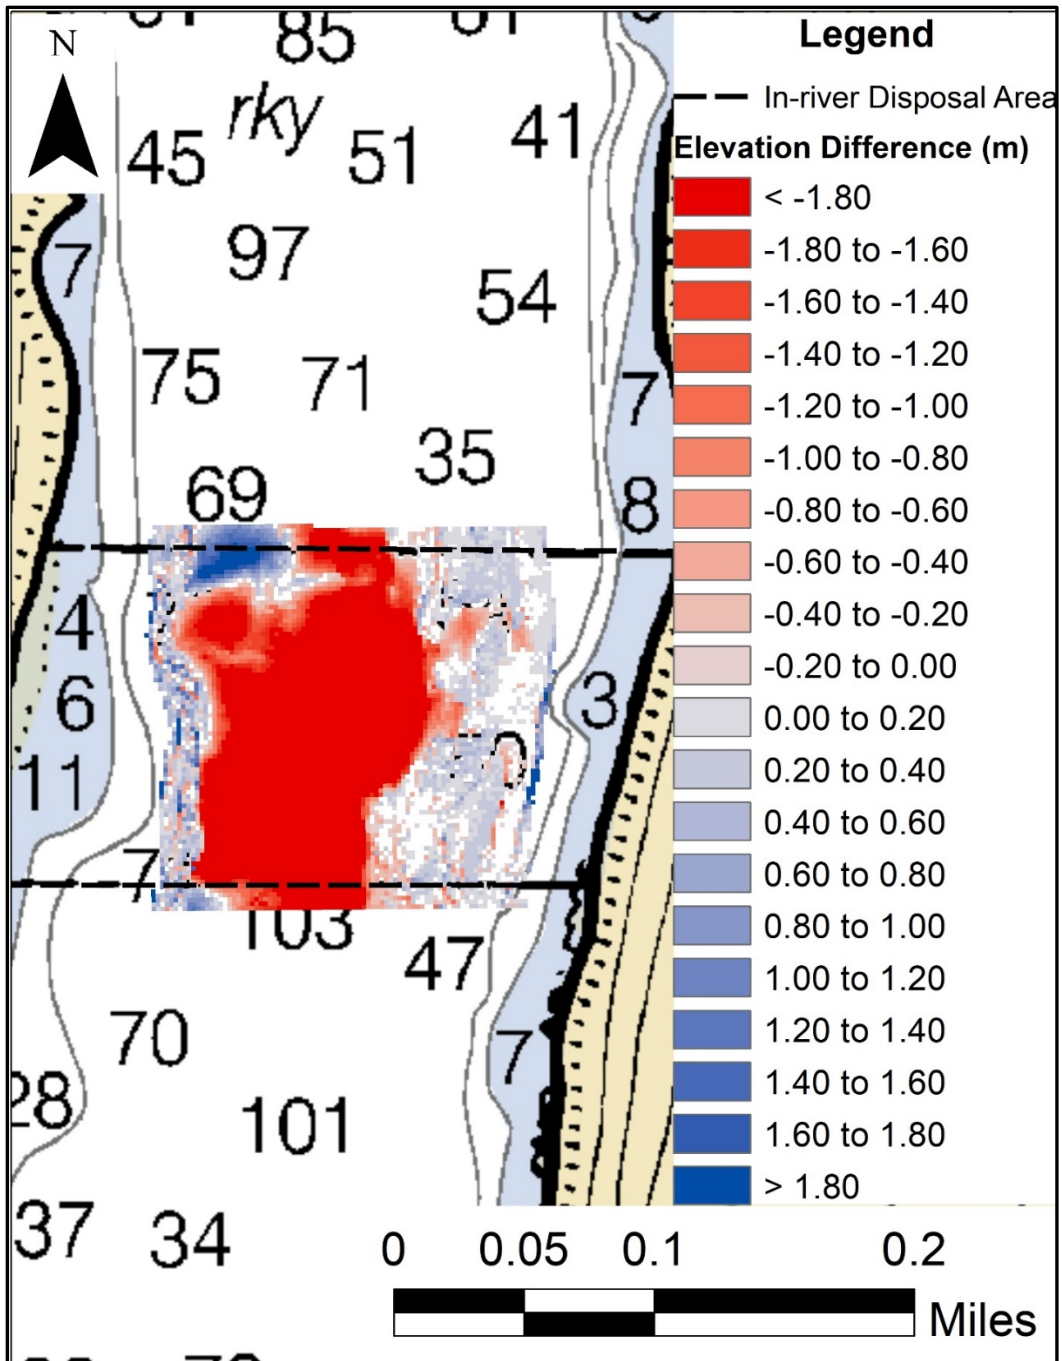 N
Legend
In-river Disposal Area
Elevation Difference (m)
< -1.80
-1.80 to -1.60
-1.60 to -1.40
-1.40 to -1.20
-1.20 to -1.00
-1.00 to -0.80
-0.80 to -0.60
-0.60 to -0.40
-0.40 to -0.20
-0.20 to 0.00
0.00 to 0.20
0.20 to 0.40
0.40 to 0.60
0.60 to 0.80
0.80 to 1.00
1.00 to 1.20
1.20 to 1.40
1.40 to 1.60
1.60 to 1.80
> 1.80
85
rky
45 51 41
97
7
54
75 71
7
35
69
8
4
6
3
11
7
103
47
70
7
28
101
37 34
0 0.05 0.1 0.2
Miles